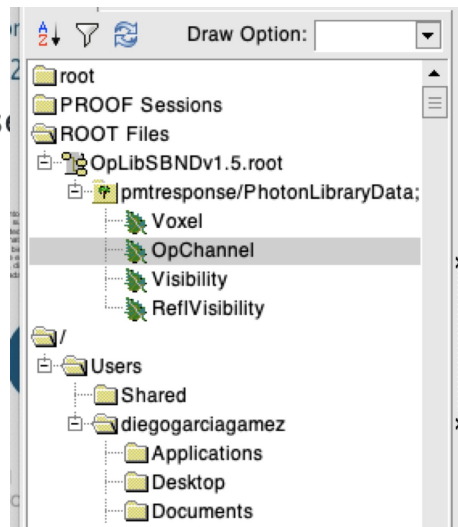 Draw Option:
root
PROOF Sessions
ROOT Files
OpLibSBNDv1.5.root
pmtresponse/PhotonLibraryData;
Voxel
OpChannel
Visibility
ReflVisibility
/
Users
Shared
diegogarciagamez
Applications
Desktop
Documents